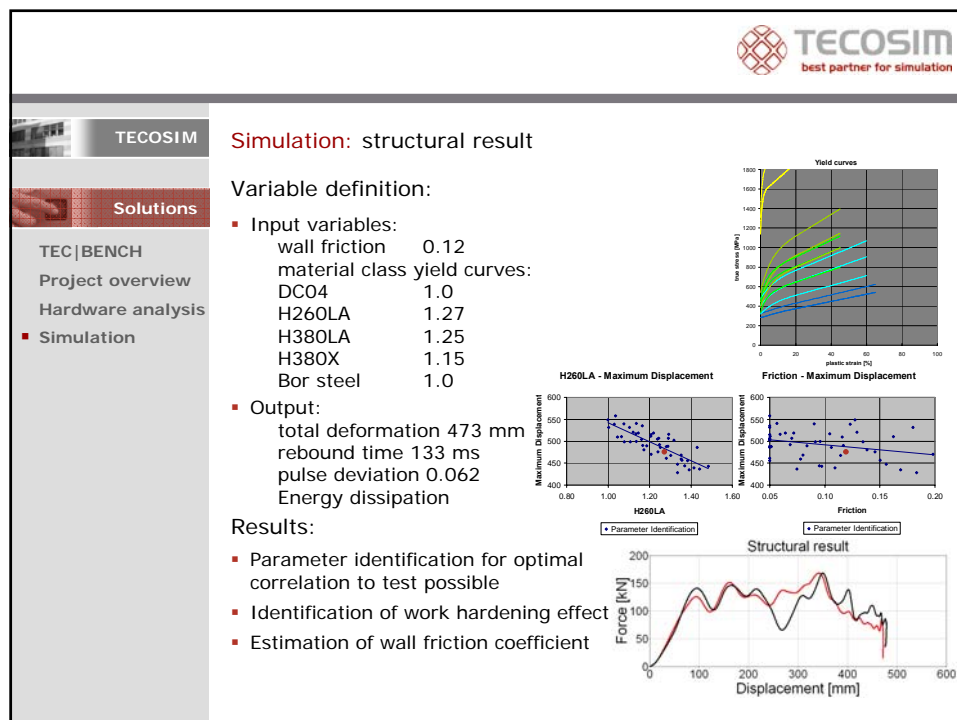 TECOSIM
best partner for simulation
TECOSIM
Solutions
TEC|BENCH
Project overview
Hardware analysis
▪ Simulation
Simulation: structural result
Variable definition:
▪ Input variables:
wall friction 0.12
material class yield curves:
DC04 1.0
H260LA 1.27
H380LA 1.25
H380X 1.15
Bor steel 1.0
▪ Output:
total deformation 473 mm
rebound time 133 ms
pulse deviation 0.062
Energy dissipation
Results:
▪ Parameter identification for optimal
correlation to test possible
▪ Identification of work hardening effect
▪ Estimation of wall friction coefficient
Yield curves
true stress [MPa]
1800
1600
1400
1200
1000
800
600
400
200
0
0 20 40 60 80 100
plastic strain [%]
H260LA - Maximum Displacement
Maximum Displacement
600
550
500
450
400
0.80 1.00 1.20 1.40 1.60
H260LA
Parameter Identification
Friction - Maximum Displacement
Maximum Displacement
600
550
500
450
400
0.05 0.10 0.15 0.20
Friction
Parameter Identification
Structural result
Force [kN]
200
150
100
50
0
0 100 200 300 400 500 600
Displacement [mm]